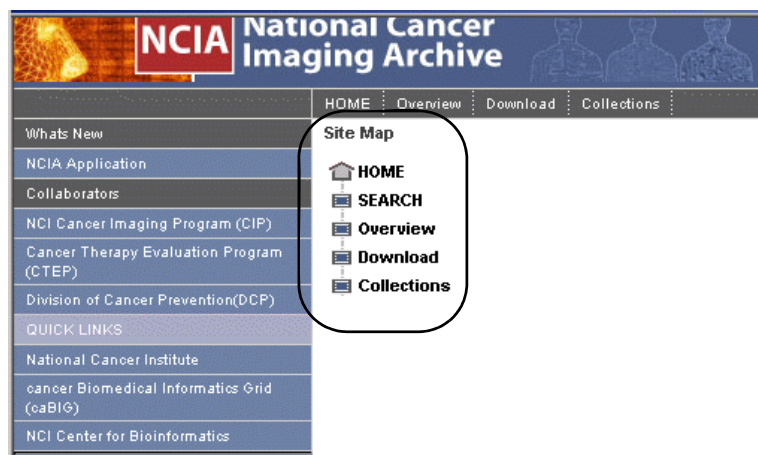 NCIA
National Cancer
Imaging Archive
HOME Overview Download Collections
Whats New
NCIA Application
Collaborators
NCI Cancer Imaging Program (CIP)
Cancer Therapy Evaluation Program
(CTEP)
Division of Cancer Prevention(DCP)
QUICK LINKS
National Cancer Institute
cancer Biomedical Informatics Grid
(caBIG)
NCI Center for Bioinformatics
Site Map
HOME
SEARCH
Overview
Download
Collections